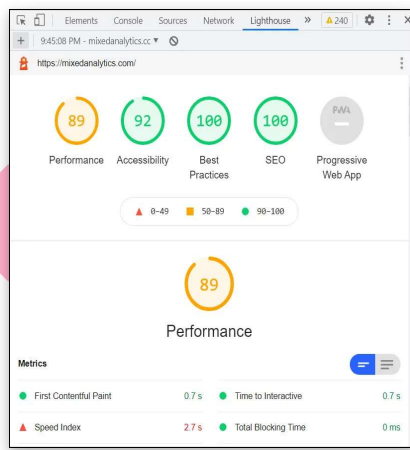 Elements Console Sources Network Lighthouse » 240
+ 9:45:08 PM - mixedanalytics.cc
https://mixedanalytics.com/
89 92 100 100 PWA
Performance Accessibility Best Practices SEO Progressive Web App
0-49 50-89 90-100
89
Performance
Metrics
First Contentful Paint 0.7 s Time to Interactive 0.7 s
Speed Index 2.7 s Total Blocking Time 0 ms